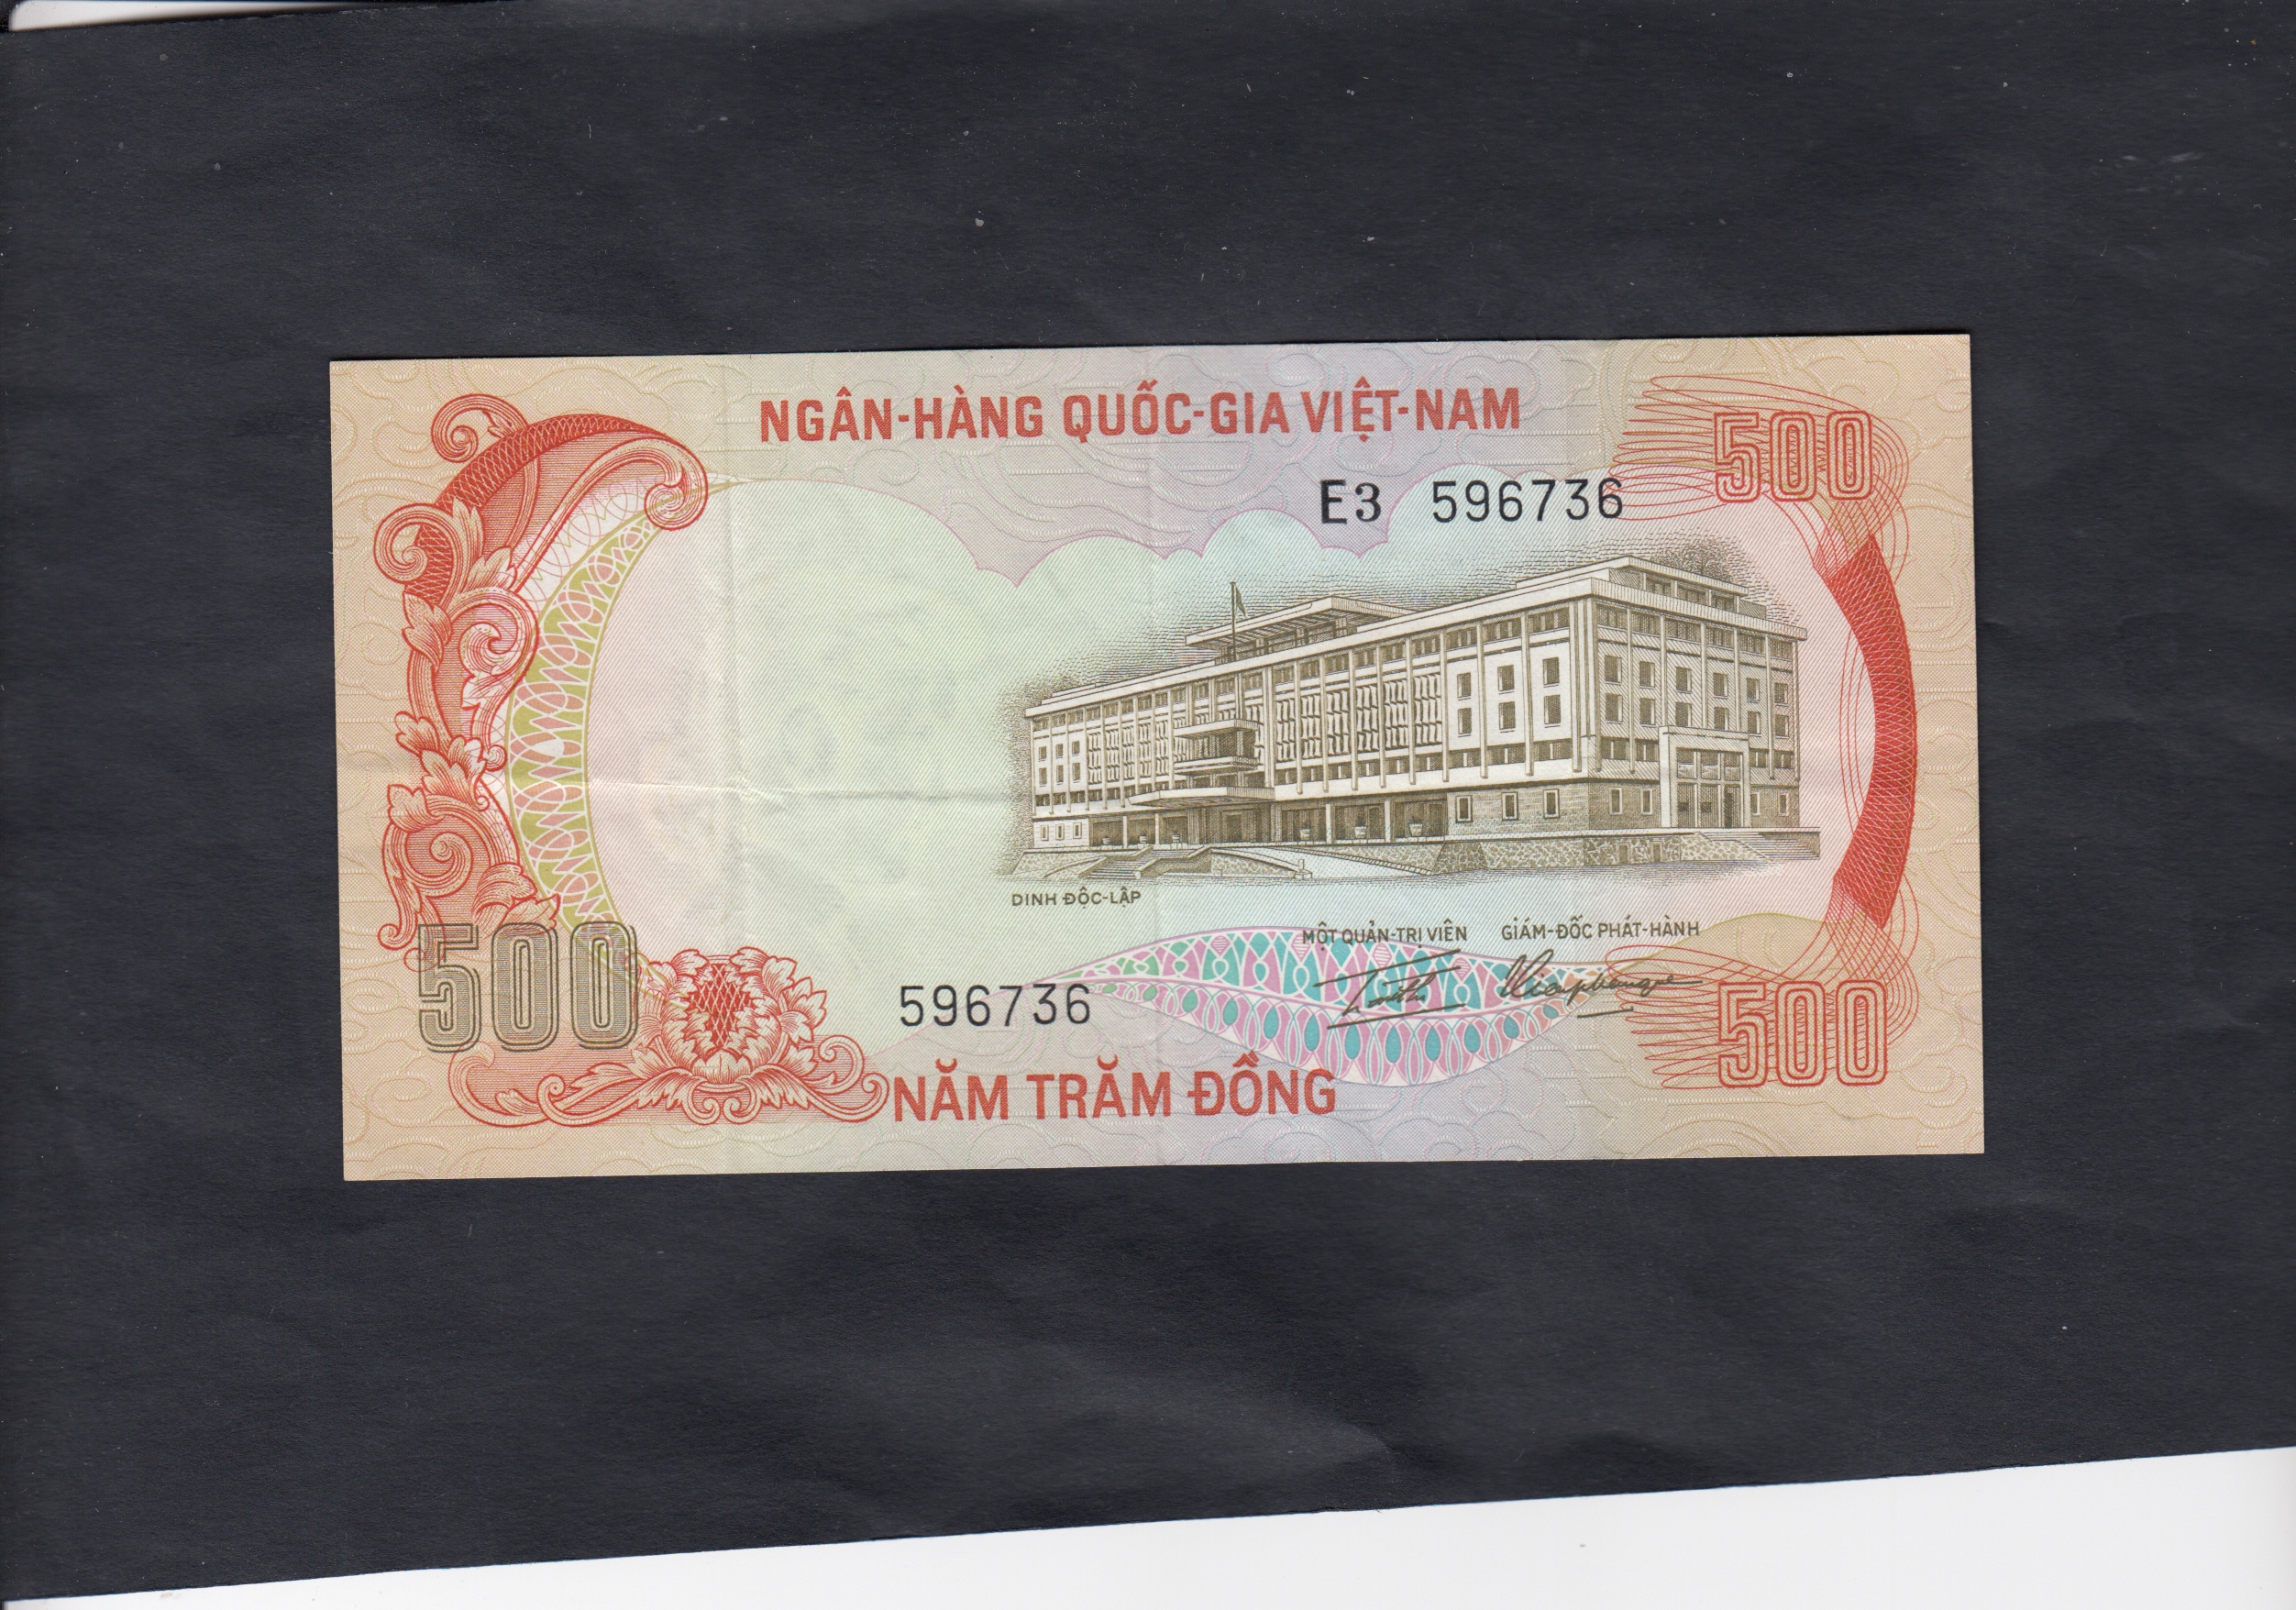 NGÂN-HÀNG QUỐC-GIA VIỆT-NAM
500
E3 596736
DINH ĐỘC-LẬP
MỘT QUẢN-TRỊ VIÊN GIÁM-ĐỐC PHÁT-HÀNH
500
596736
500
NĂM TRĂM ĐỒNG